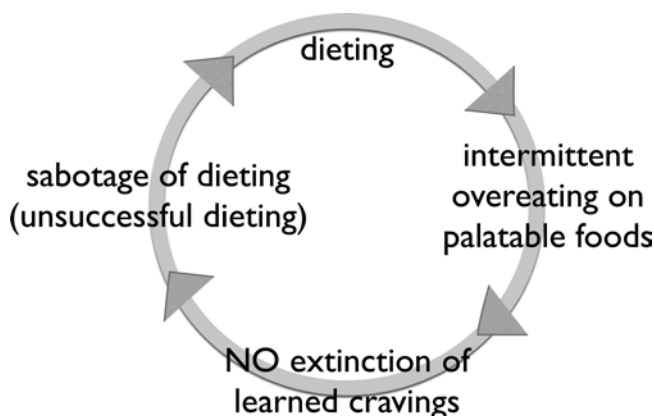 dieting
intermittent
overeating on
palatable foods
NO extinction of
learned cravings
sabotage of dieting
(unsuccessful dieting)